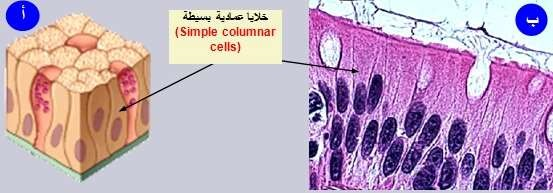 أ
خلايا عمادية بسيطة
(Simple columnar
cells)
ب